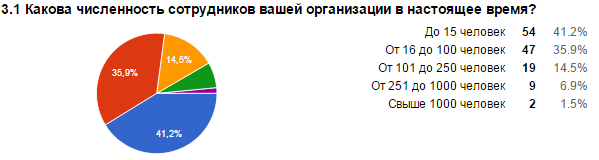 3.1 Какова численность сотрудников вашей организации в настоящее время?
До 15 человек 54 41.2%
От 16 до 100 человек 47 35.9%
От 101 до 250 человек 19 14.5%
От 251 до 1000 человек 9 6.9%
Свыше 1000 человек 2 1.5%
14,5%
35,9%
41,2%